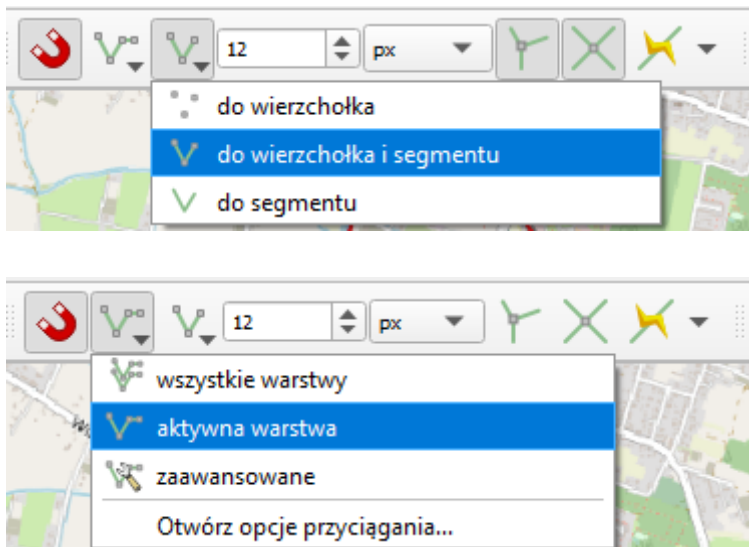 12 px
do wierzchołka
do wierzchołka i segmentu
do segmentu
12 px
wszystkie warstwy
aktywna warstwa
zaawansowane
Otwórz opcje przyciągania...